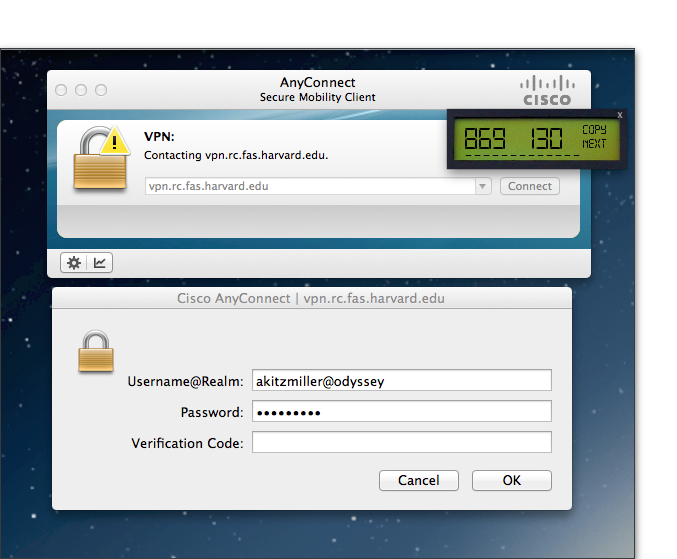 AnyConnect
Secure Mobility Client
CISCO
x
VPN:
Contacting vpn.rc.fas.harvard.edu.
869 130
COPY
NEXT
vpn.rc.fas.harvard.edu
Connect
Cisco AnyConnect | vpn.rc.fas.harvard.edu
Username@Realm: akitzmiller@odyssey
Password: •••••••••
Verification Code:
Cancel
OK